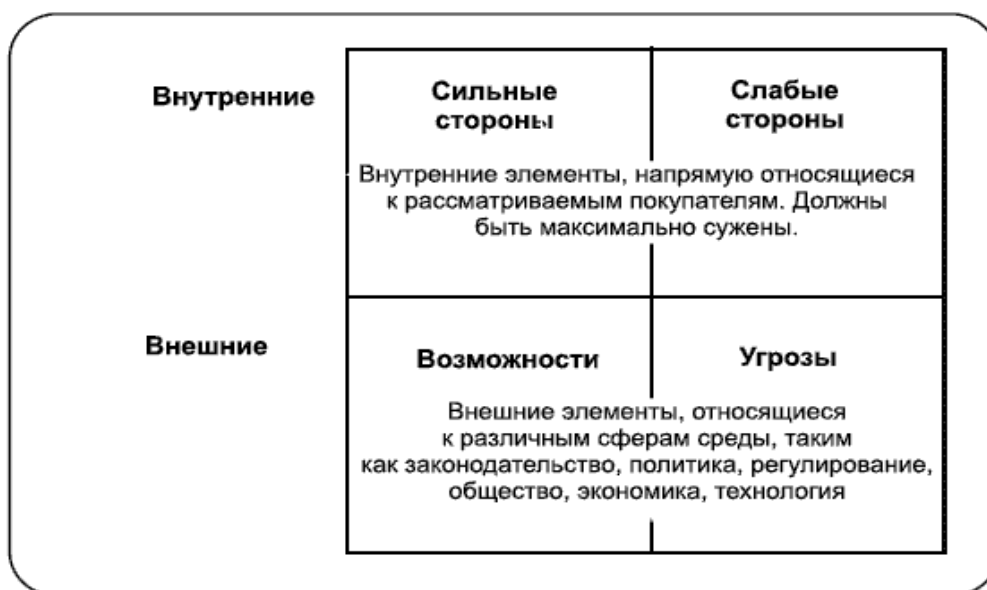 Внутренние
Сильные
стороны
Слабые
стороны
Внутренние элементы, напрямую относящиеся
к рассматриваемым покупателям. Должны
быть максимально сужены.
Внешние
Возможности
Угрозы
Внешние элементы, относящиеся
к различным сферам среды, таким
как законодательство, политика, регулирование,
общество, экономика, технология